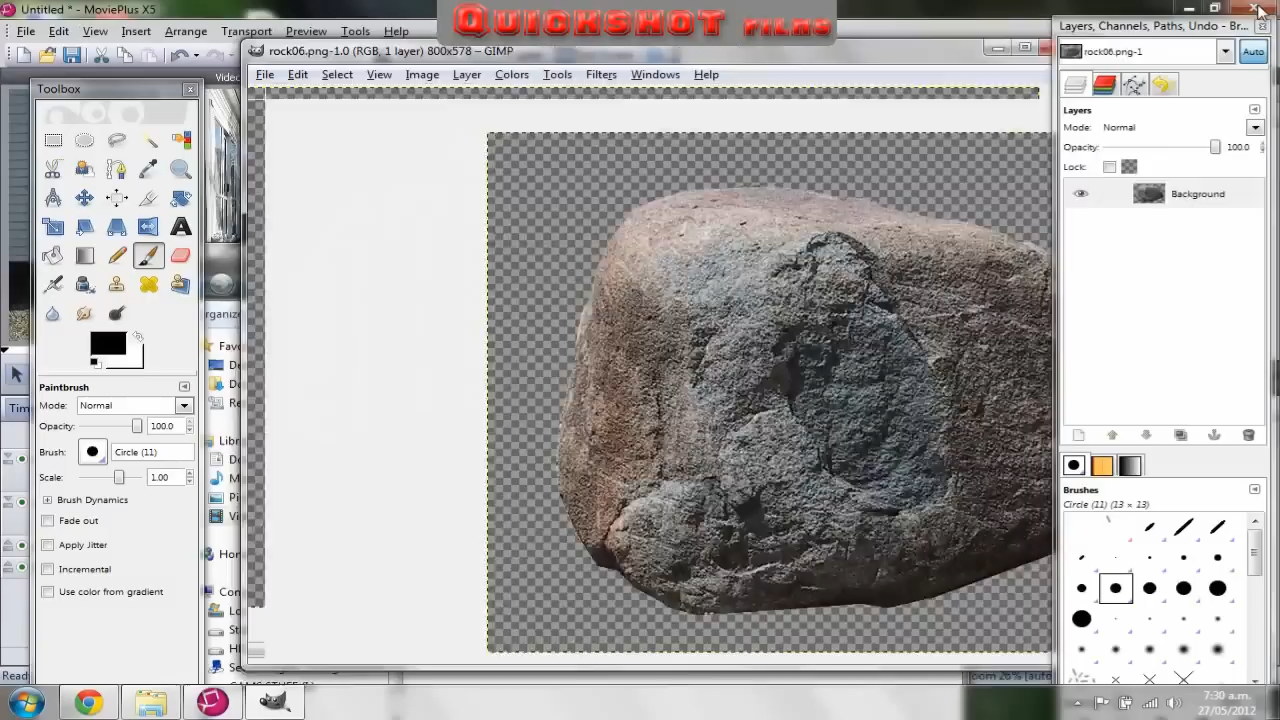 Untitled * - MoviePlus X5
QUICKSHOT FILMS
File Edit View Insert Arrange Transport Preview Tools Help
Layers, Channels, Paths, Undo - Br...
rock06.png-1.0 (RGB, 1 layer) 800x578 – GIMP
rock06.png-1
Auto
File Edit Select View Image Layer Colors Tools Filters Windows Help
Toolbox
Video
Layers
Mode: Normal
Opacity: 100.0
Lock:
Background
Paintbrush
Mode: Normal
Opacity: 100.0
Brush: Circle (11)
Scale: 1.00
Brush Dynamics
Fade out
Apply Jitter
Incremental
Use color from gradient
Brushes
Circle (11) (13 × 13)
Read
7:30 a.m.
27/05/2012